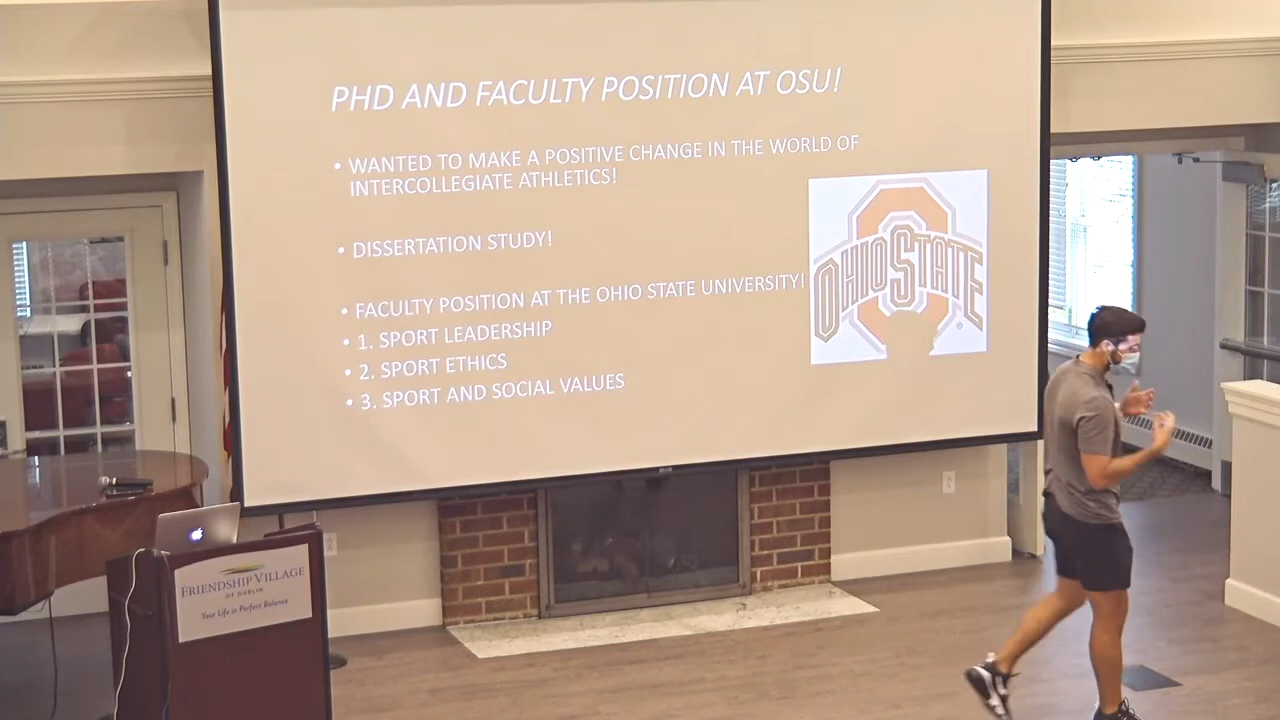 PHD AND FACULTY POSITION AT OSU!
• WANTED TO MAKE A POSITIVE CHANGE IN THE WORLD OF
INTERCOLLEGIATE ATHLETICS!
• DISSERTATION STUDY!
• FACULTY POSITION AT THE OHIO STATE UNIVERSITY!
• 1. SPORT LEADERSHIP
• 2. SPORT ETHICS
• 3. SPORT AND SOCIAL VALUES
OHIO STATE
®
FRIENDSHIP VILLAGE
OF DUBLIN
Your Life in Perfect Balance